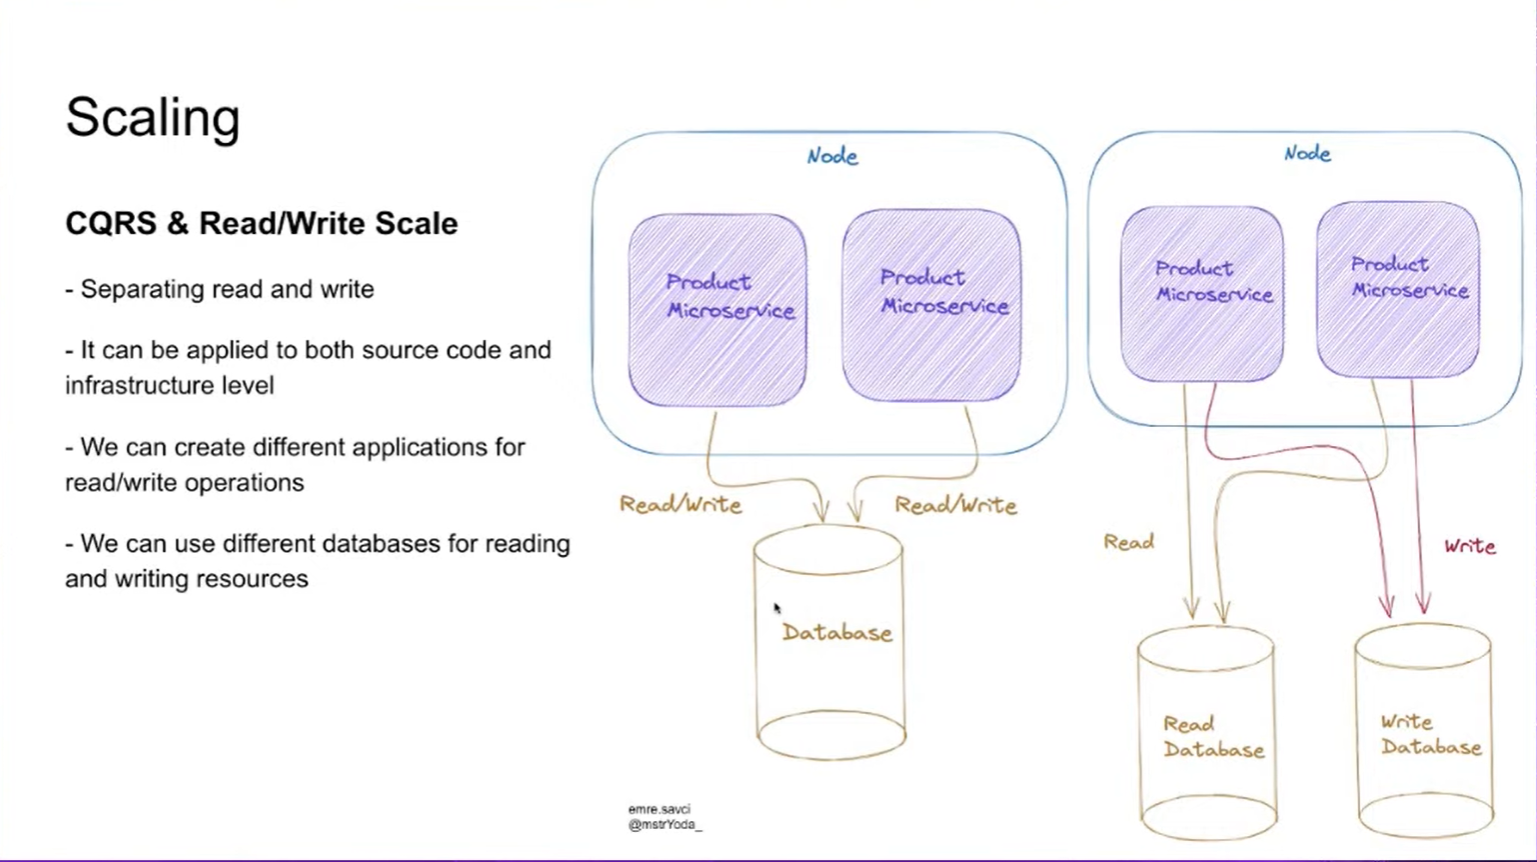 Scaling
CQRS & Read/Write Scale
- Separating read and write
- It can be applied to both source code and
infrastructure level
- We can create different applications for
read/write operations
- We can use different databases for reading
and writing resources
Node
Product
Microservice
Product
Microservice
Read/Write
Read/Write
Database
Node
Product
Microservice
Product
Microservice
Read
Write
Read
Database
Write
Database
emre.savci
@mstrYoda_